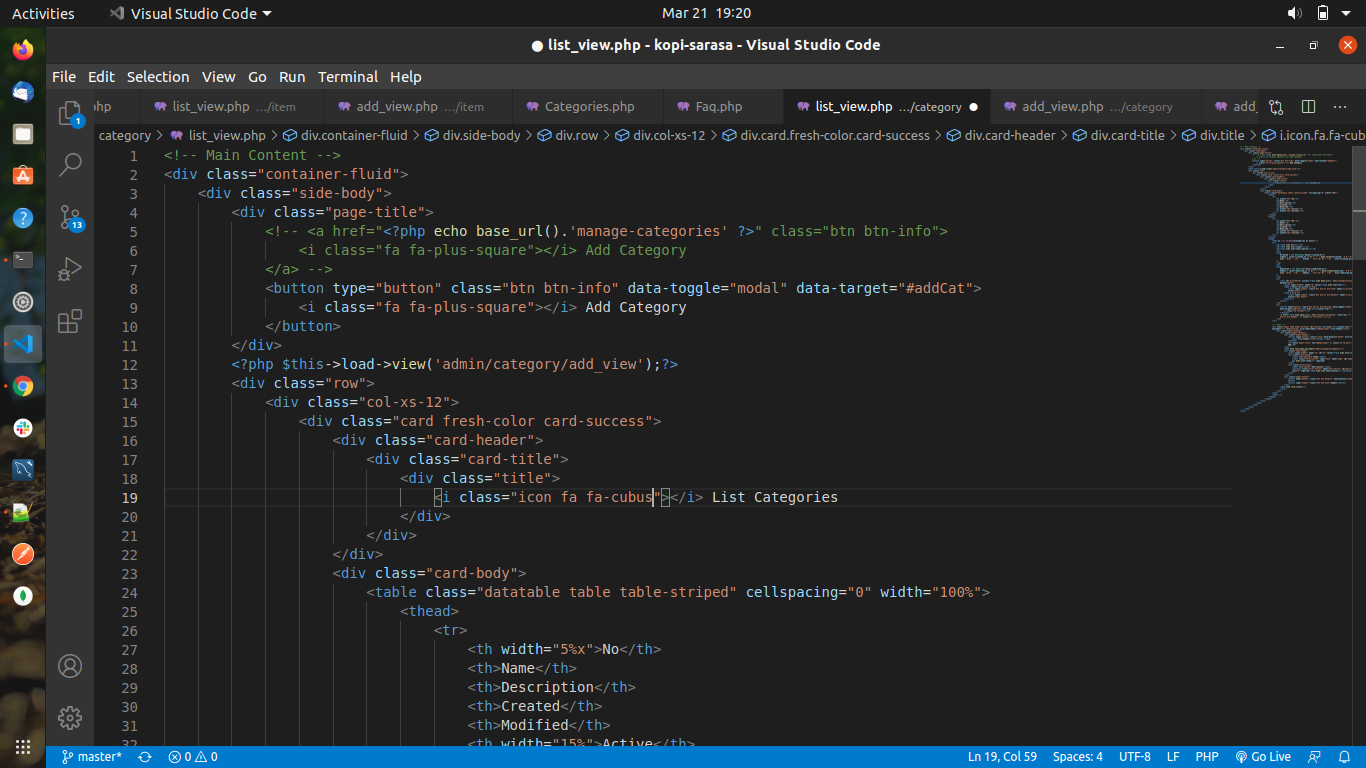 Activities Visual Studio Code Mar 21 19:20
● list_view.php - kopi-sarasa - Visual Studio Code
File Edit Selection View Go Run Terminal Help
php list_view.php .../item add_view.php .../item Categories.php Faq.php list_view.php .../category ● add_view.php .../category add_
category > list_view.php > div.container-fluid > div.side-body > div.row > div.col-xs-12 > div.card.fresh-color.card-success > div.card-header > div.card-title > div.title > i.icon.fa.fa-cub
1 <!-- Main Content -->
2 <div class="container-fluid">
3 <div class="side-body">
4 <div class="page-title">
5 <!-- <a href="<?php echo base_url().'manage-categories' ?>" class="btn btn-info">
6 <i class="fa fa-plus-square"></i> Add Category
7 </a> -->
8 <button type="button" class="btn btn-info" data-toggle="modal" data-target="#addCat">
9 <i class="fa fa-plus-square"></i> Add Category
10 </button>
11 </div>
12 <?php $this->load->view('admin/category/add_view');?>
13 <div class="row">
14 <div class="col-xs-12">
15 <div class="card fresh-color card-success">
16 <div class="card-header">
17 <div class="card-title">
18 <div class="title">
19 <i class="icon fa fa-cubus"></i> List Categories
20 </div>
21 </div>
22 </div>
23 <div class="card-body">
24 <table class="datatable table table-striped" cellspacing="0" width="100%">
25 <thead>
26 <tr>
27 <th width="5%x">No</th>
28 <th>Name</th>
29 <th>Description</th>
30 <th>Created</th>
31 <th>Modified</th>
32 <th width="15%">Active</th>
1
13
master* 0 0 Ln 19, Col 59 Spaces: 4 UTF-8 LF PHP Go Live